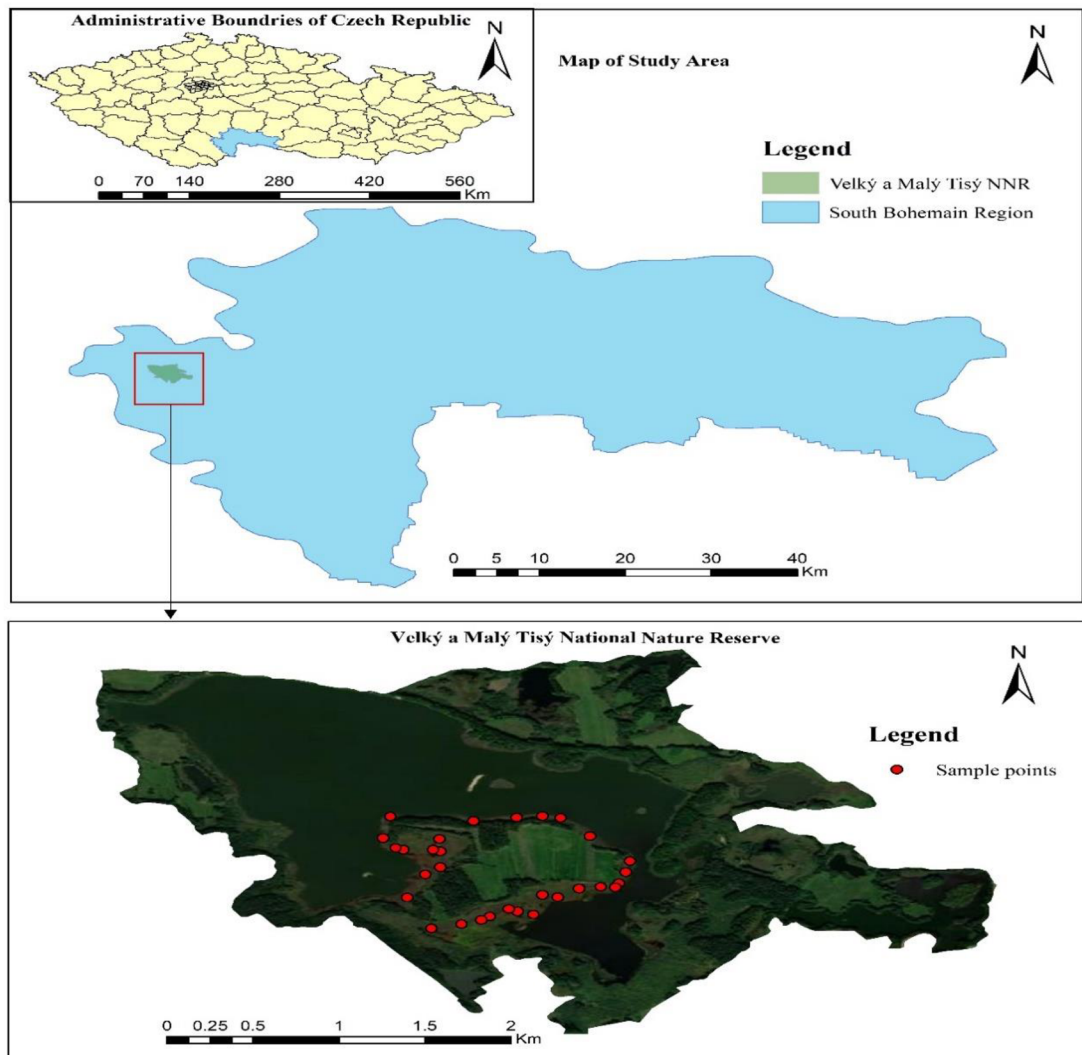 Administrative Boundries of Czech Republic
N
0 70 140 280 420 560
Km
Map of Study Area
N
Legend
Velký a Malý Tisý NNR
South Bohemain Region
0 5 10 20 30 40
Km
Velký a Malý Tisý National Nature Reserve
N
Legend
Sample points
0 0.25 0.5 1 1.5 2
Km